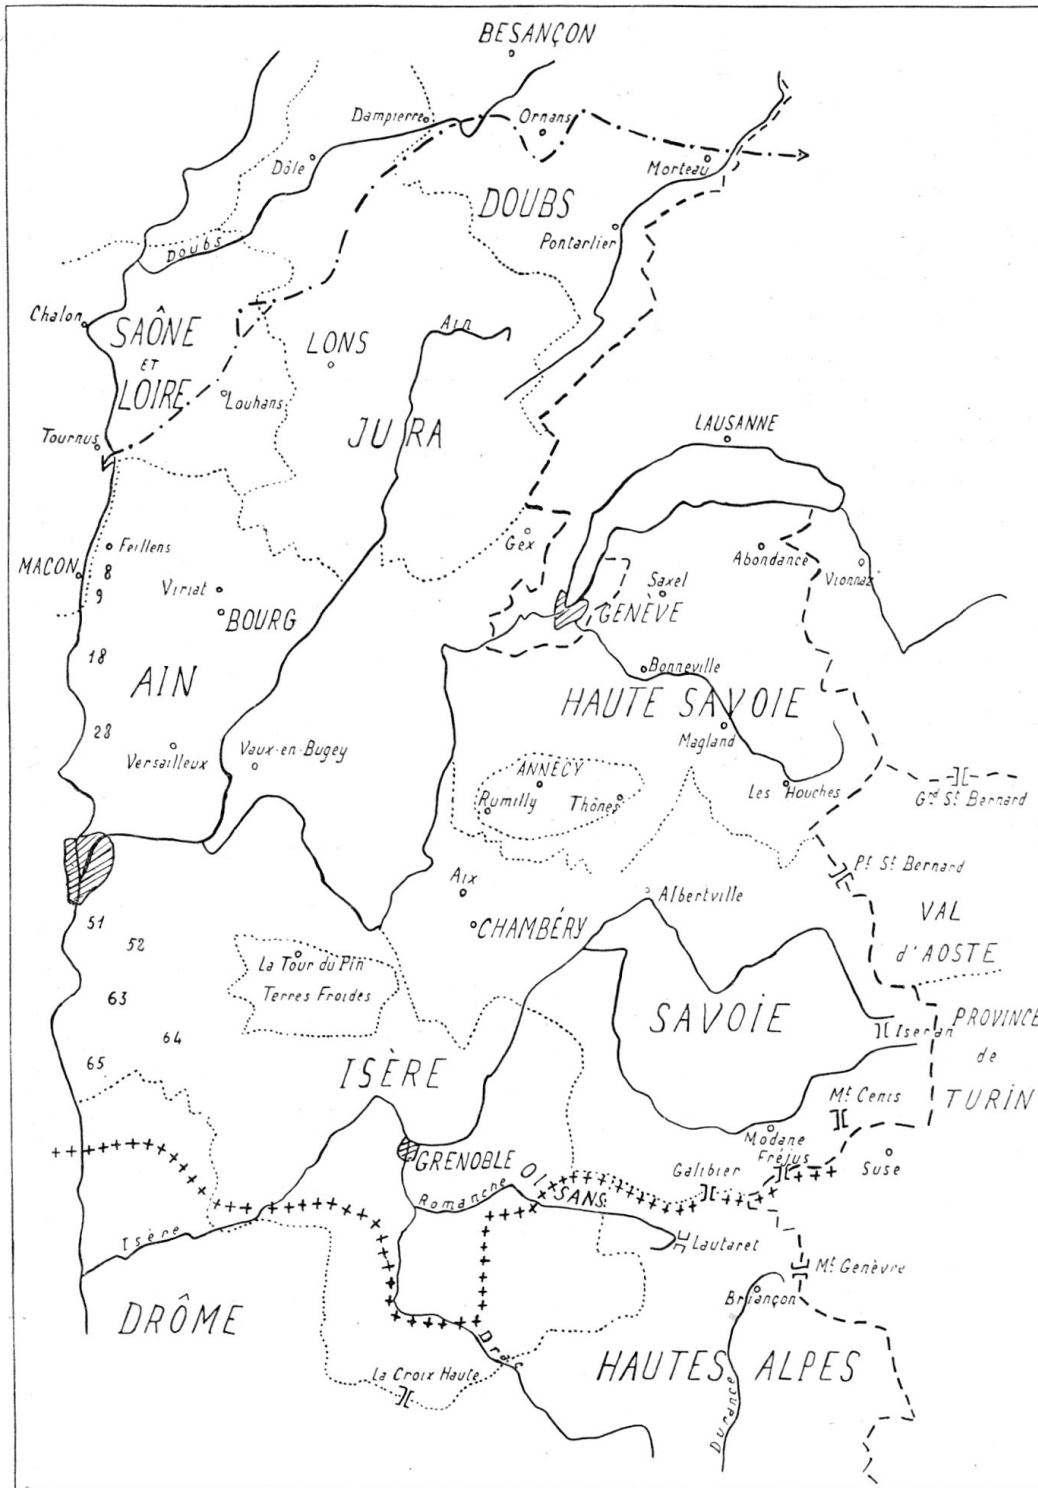 BESANÇON
Dampierre
Ornans
Dôle
Morteau
DOUBS
Doubs
Pontarlier
Chalon
SAÔNE
ET
LOIRE
LONS
Ain
Louhans
Tournus
JURA
LAUSANNE
Gex
Feillens
MACON
8
9
Viriat
BOURG
Abondance
Vionnaz
Saxel
GENÈVE
18
AIN
Bonneville
HAUTE SAVOIE
28
Versailleux
Vaux-en-Bugey
Magland
ANNÈCY
Rumilly
Thônes
Les Houches
Grd St Bernard
Pt St Bernard
Aix
Albertville
51
52
CHAMBÉRY
VAL
d'AOSTE
La Tour du Pin
Terres Froides
63
64
65
SAVOIE
Iseran
PROVINCE
de
TURIN
ISÈRE
Mt Cenis
Modane
Fréjus
Suse
GRENOBLE
OISANS
Galibier
Romanche
Isère
Lautaret
Mt Genèvre
Briançon
DRÔME
Drac
HAUTES ALPES
La Croix Haute
Durance